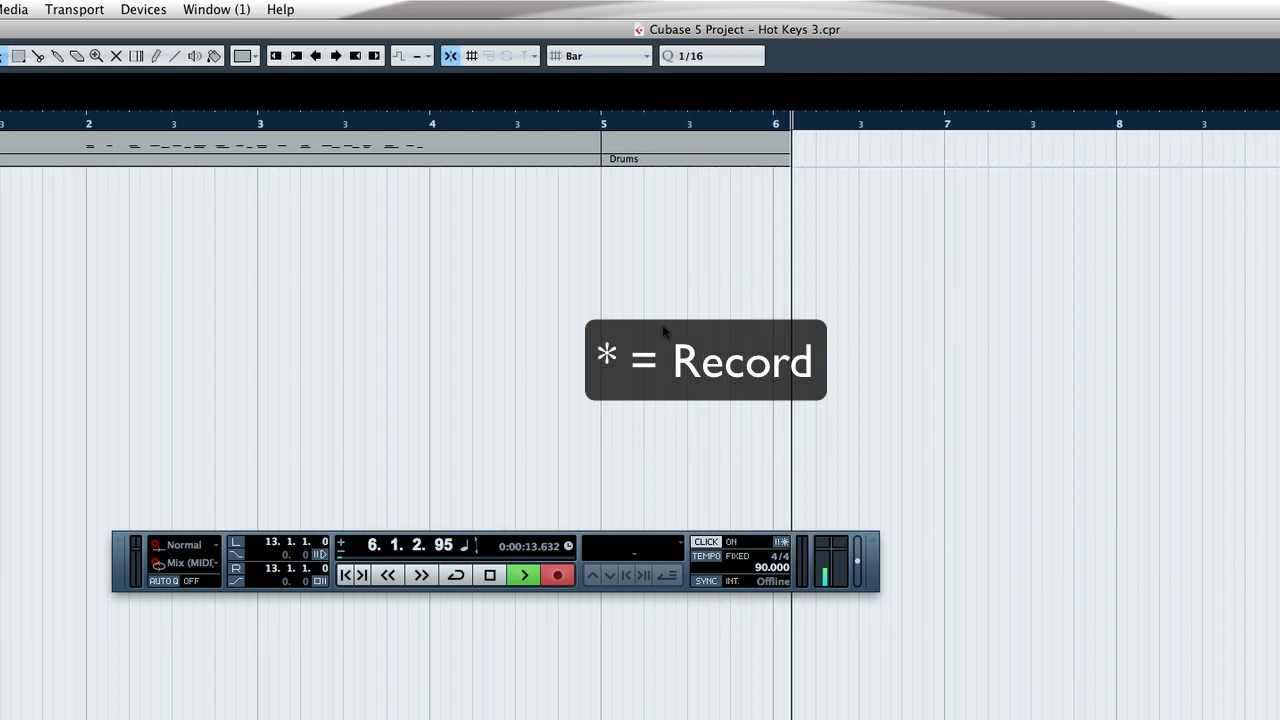 Media Transport Devices Window (1) Help
Cubase 5 Project - Hot Keys 3.cpr
Bar Q 1/16
3 2 3 3 3 4 3 5 3 6 3 7 3 8 3
Drums
* = Record
Normal L 13. 1. 1. 0 6. 1. 2. 95 0:00:13.632 CLICK ON
0. 0
Mix (MIDI) TEMPO FIXED 4/4
R 13. 1. 1. 0 90.000
AUTO Q OFF 0. 0 SYNC INT. Offline